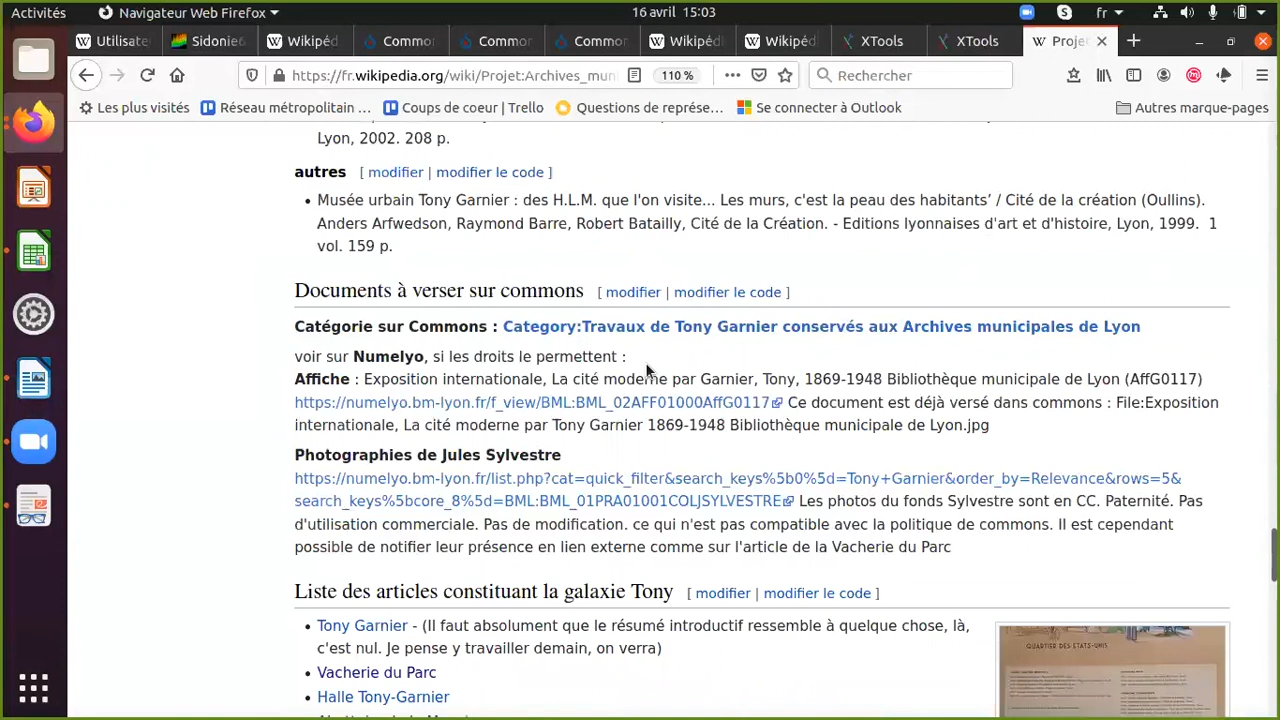 Activités
Navigateur Web Firefox
16 avril 15:03
fr
Utilisate
Sidonie6
Wikipéd
Commo
Commo
Commo
Wikipéd
Wikipéd
XTools
XTools
Proje
https://fr.wikipedia.org/wiki/Projet:Archives_mun
110 %
Rechercher
Les plus visités
Réseau métropolitain ...
Coups de coeur | Trello
Questions de représe...
Se connecter à Outlook
Autres marque-pages
Lyon, 2002. 208 p.
autres [ modifier | modifier le code ]
• Musée urbain Tony Garnier : des H.L.M. que l'on visite... Les murs, c'est la peau des habitants’ / Cité de la création (Oullins).
Anders Arfwedson, Raymond Barre, Robert Batailly, Cité de la Création. - Editions lyonnaises d'art et d'histoire, Lyon, 1999. 1
vol. 159 p.
Documents à verser sur commons [ modifier | modifier le code ]
Catégorie sur Commons : Category:Travaux de Tony Garnier conservés aux Archives municipales de Lyon
voir sur Numelyo, si les droits le permettent :
Affiche : Exposition internationale, La cité moderne par Garnier, Tony, 1869-1948 Bibliothèque municipale de Lyon (AffG0117)
https://numelyo.bm-lyon.fr/f_view/BML:BML_02AFF01000AffG0117 Ce document est déjà versé dans commons : File:Exposition
internationale, La cité moderne par Tony Garnier 1869-1948 Bibliothèque municipale de Lyon.jpg
Photographies de Jules Sylvestre
https://numelyo.bm-lyon.fr/list.php?cat=quick_filter&search_keys%5b0%5d=Tony+Garnier&order_by=Relevance&rows=5&
search_keys%5bcore_8%5d=BML:BML_01PRA01001COLJSYLVESTRE Les photos du fonds Sylvestre sont en CC. Paternité. Pas
d'utilisation commerciale. Pas de modification. ce qui n'est pas compatible avec la politique de commons. Il est cependant
possible de notifier leur présence en lien externe comme sur l'article de la Vacherie du Parc
Liste des articles constituant la galaxie Tony [ modifier | modifier le code ]
• Tony Garnier - (Il faut absolument que le résumé introductif ressemble à quelque chose, là,
c'est nul. Je pense y travailler demain, on verra)
• Vacherie du Parc
• Halle Tony-Garnier
QUARTIER DES ETATS-UNIS